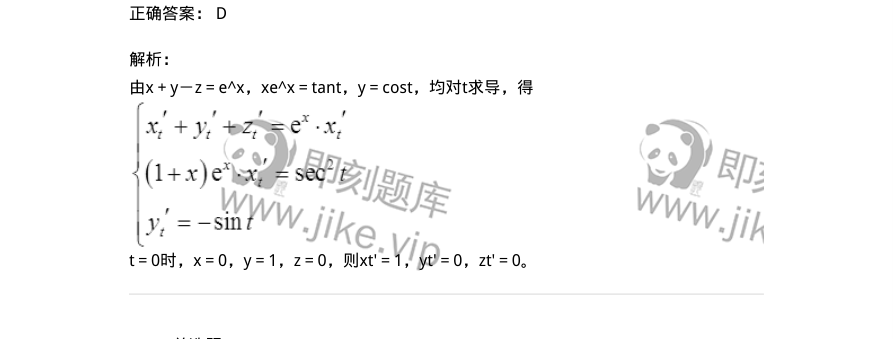 正确答案： D
解析：
由x + y－z = e^x，xe^x = tant，y = cost，均对t求导，得
x_t' + y_t' + z_t' = e^x · x_t'
(1+x)e^x · x_t' = sec^2 t
y_t' = −sin t
t = 0时，x = 0，y = 1，z = 0，则xt' = 1，yt' = 0，zt' = 0。
即刻题库
www.jike.vip
即刻
www.jik